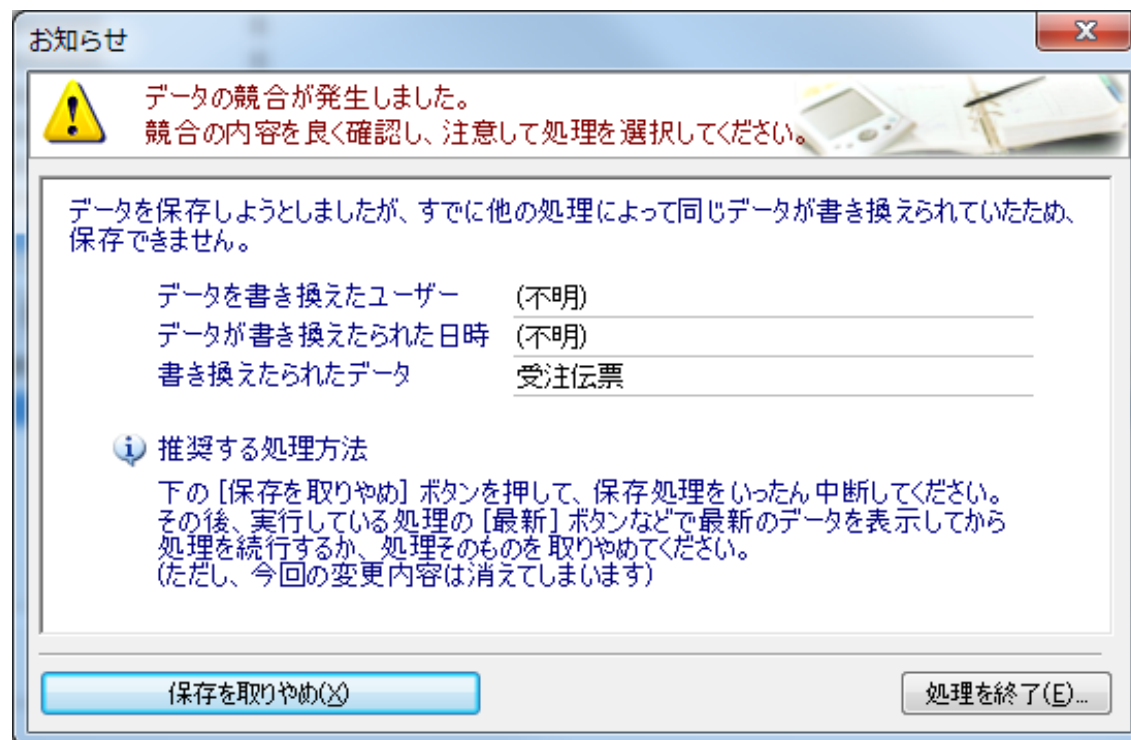 お知らせ
データの競合が発生しました。
競合の内容を良く確認し、注意して処理を選択してください。
データを保存しようとしましたが、すでに他の処理によって同じデータが書き換えられていたため、
保存できません。
データを書き換えたユーザー (不明)
データが書き換えたられた日時 (不明)
書き換えたられたデータ 受注伝票
推奨する処理方法
下の [保存を取りやめ] ボタンを押して、保存処理をいったん中断してください。
その後、実行している処理の [最新] ボタンなどで最新のデータを表示してから
処理を続行するか、処理そのものを取りやめてください。
(ただし、今回の変更内容は消えてしまいます)
保存を取りやめ(X) 処理を終了(E)...